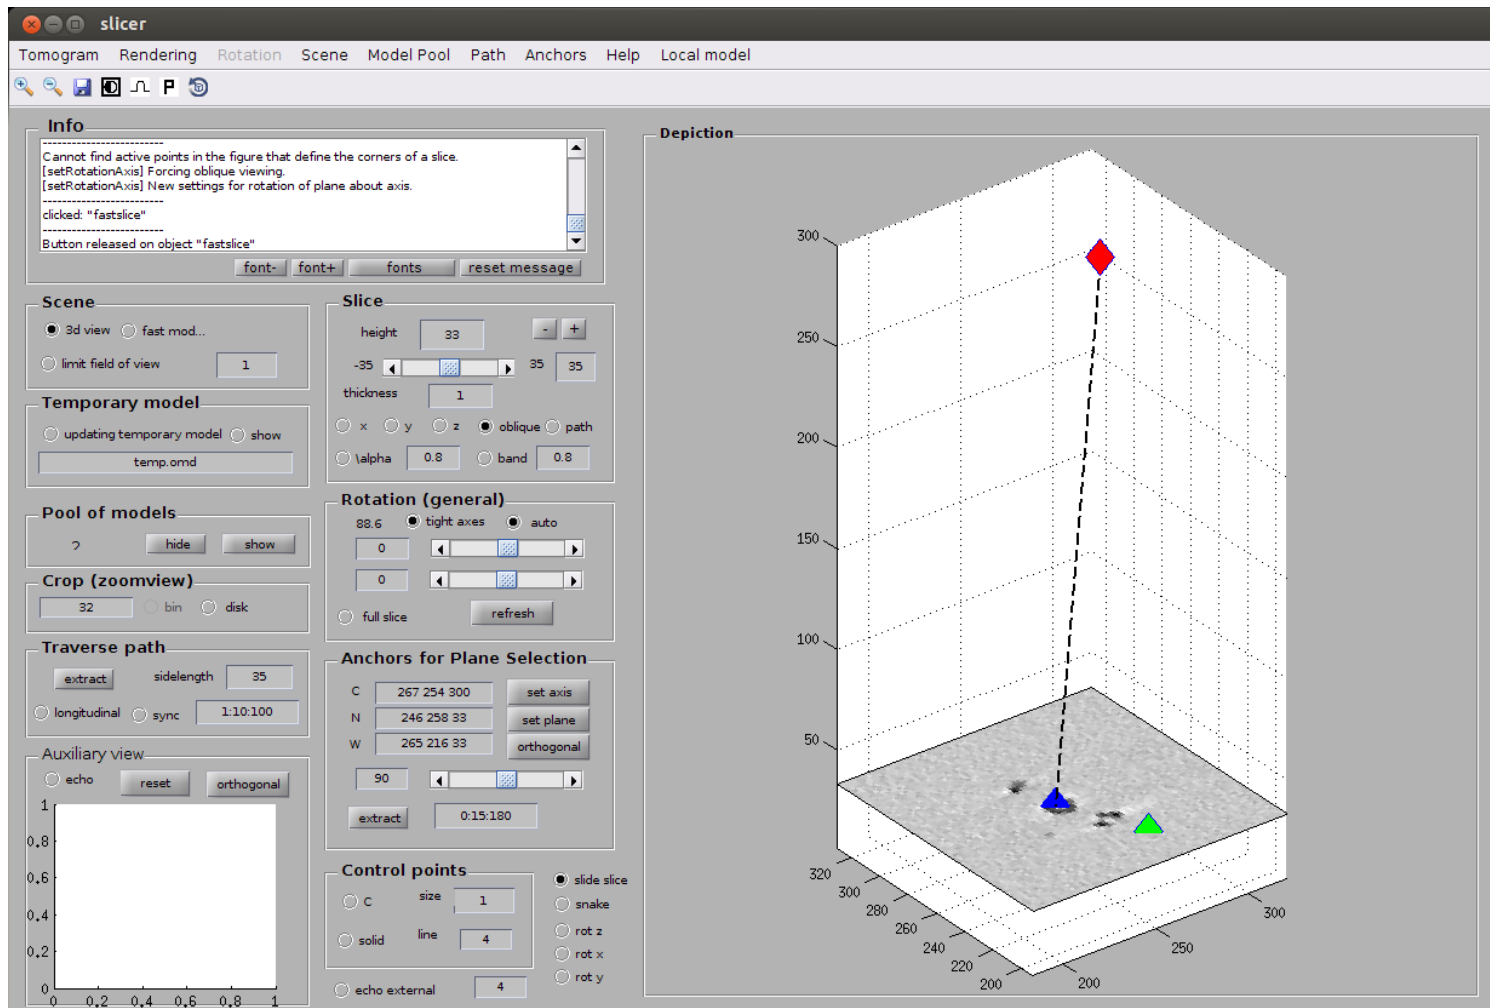 slicer
Tomogram Rendering Rotation Scene Model Pool Path Anchors Help Local model
P
Info
-------------------------
Cannot find active points in the figure that define the corners of a slice.
[setRotationAxis] Forcing oblique viewing.
[setRotationAxis] New settings for rotation of plane about axis.
-------------------------
clicked: "fastslice"
-------------------------
Button released on object "fastslice"
font- font+ fonts reset message
Scene
3d view fast mod...
limit field of view 1
Temporary model
updating temporary model show
temp.omd
Pool of models
? hide show
Crop (zoomview)
32 bin disk
Traverse path
extract sidelength 35
longitudinal sync 1:10:100
Auxiliary view
echo reset orthogonal
1
0.8
0.6
0.4
0.2
0
0 0.2 0.4 0.6 0.8 1
Slice
height 33 - +
-35 35 35
thickness 1
x y z oblique path
\alpha 0.8 band 0.8
Rotation (general)
88.6 tight axes auto
0
0
full slice refresh
Anchors for Plane Selection
C 267 254 300 set axis
N 246 258 33 set plane
W 265 216 33 orthogonal
90
extract 0:15:180
Control points
C size 1
solid line 4
echo external 4
slide slice
snake
rot z
rot x
rot y
Depiction
300
250
200
150
100
50
320
300
280
260
240
220
200
200
250
300